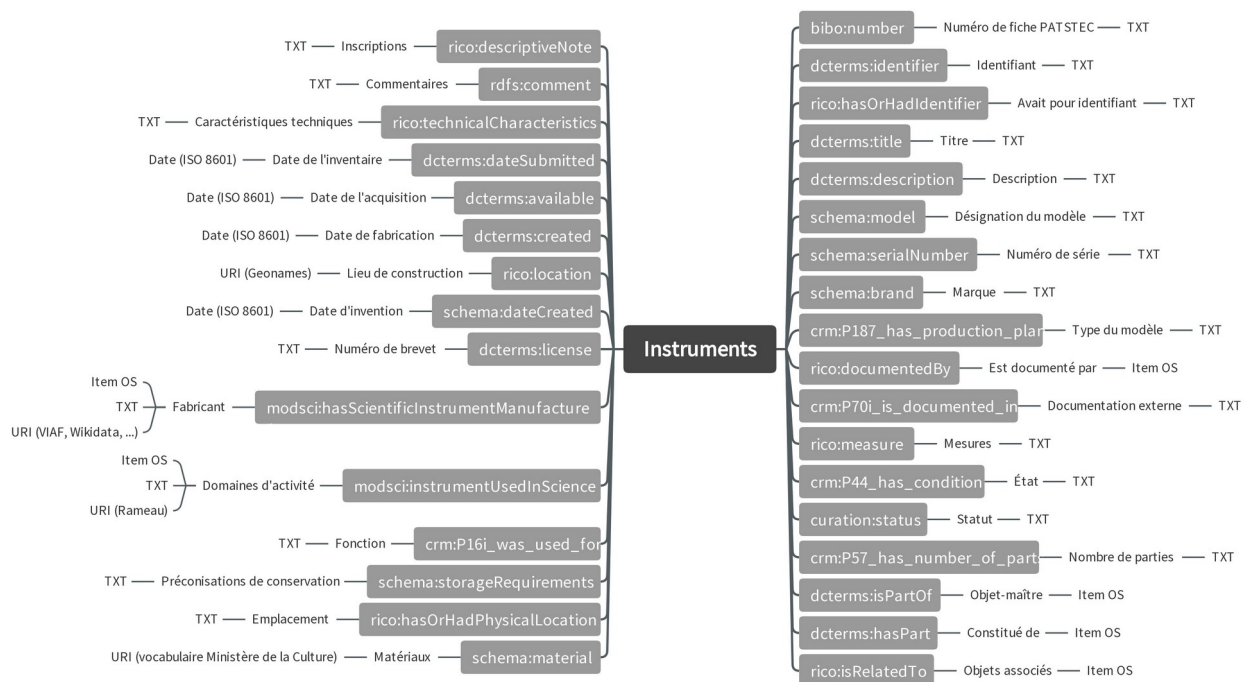 Instruments
bibo:number Numéro de fiche PATSTEC TXT
dcterms:identifier Identifiant TXT
rico:hasOrHadIdentifier Avait pour identifiant TXT
dcterms:title Titre TXT
dcterms:description Description TXT
schema:model Désignation du modèle TXT
schema:serialNumber Numéro de série TXT
schema:brand Marque TXT
crm:P187_has_production_plan Type du modèle TXT
rico:documentedBy Est documenté par Item OS
crm:P70i_is_documented_in Documentation externe TXT
rico:measure Mesures TXT
crm:P44_has_condition État TXT
curation:status Statut TXT
crm:P57_has_number_of_part Nombre de parties TXT
dcterms:isPartOf Objet-maître Item OS
dcterms:hasPart Constitué de Item OS
rico:isRelatedTo Objets associés Item OS
TXT Inscriptions rico:descriptiveNote
TXT Commentaires rdfs:comment
TXT Caractéristiques techniques rico:technicalCharacteristics
Date (ISO 8601) Date de l'inventaire dcterms:dateSubmitted
Date (ISO 8601) Date de l'acquisition dcterms:available
Date (ISO 8601) Date de fabrication dcterms:created
URI (Geonames) Lieu de construction rico:location
Date (ISO 8601) Date d'invention schema:dateCreated
TXT Numéro de brevet dcterms:license
Item OS
TXT Fabricant modsci:hasScientificInstrumentManufacture
URI (VIAF, Wikidata, ...)
Item OS
TXT Domaines d'activité modsci:instrumentUsedInScience
URI (Rameau)
TXT Fonction crm:P16i_was_used_for
TXT Préconisations de conservation schema:storageRequirements
TXT Emplacement rico:hasOrHadPhysicalLocation
URI (vocabulaire Ministère de la Culture) Matériaux schema:material